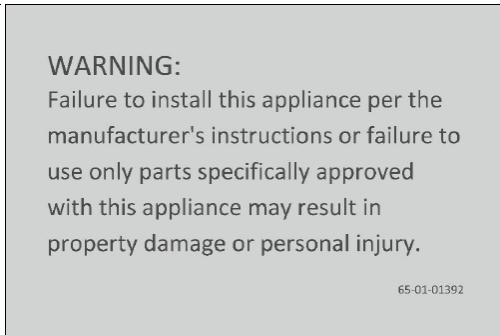 WARNING:
Failure to install this appliance per the
manufacturer's instructions or failure to
use only parts specifically approved
with this appliance may result in
property damage or personal injury.
65-01-01392